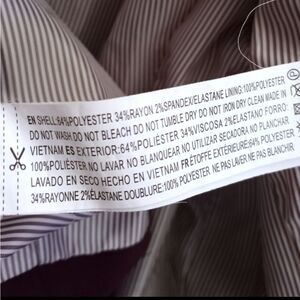 EN SHELL:64%POLYESTER 34%RAYON 2%SPANDEX/ELASTANE LINING:100%POLYESTER
DO NOT WASH DO NOT BLEACH DO NOT TUMBLE DRY DO NOT IRON DRY CLEAN MADE IN
VIETNAM ES EXTERIOR:64%POLIÉSTER 34%VISCOSA 2%ELASTANO FORRO:
100%POLIÉSTER NO LAVAR NO BLANQUEAR NO UTILIZAR SECADORA NO PLANCHAR
LAVADO EN SECO HECHO EN VIETNAM FR ÉTOFFE EXTÉRIEURE: 64%POLYESTER
34%RAYONNE 2%ÉLASTANE DOUBLURE:100% POLYESTER NE PAS LAVER NE PAS BLANCHIR.